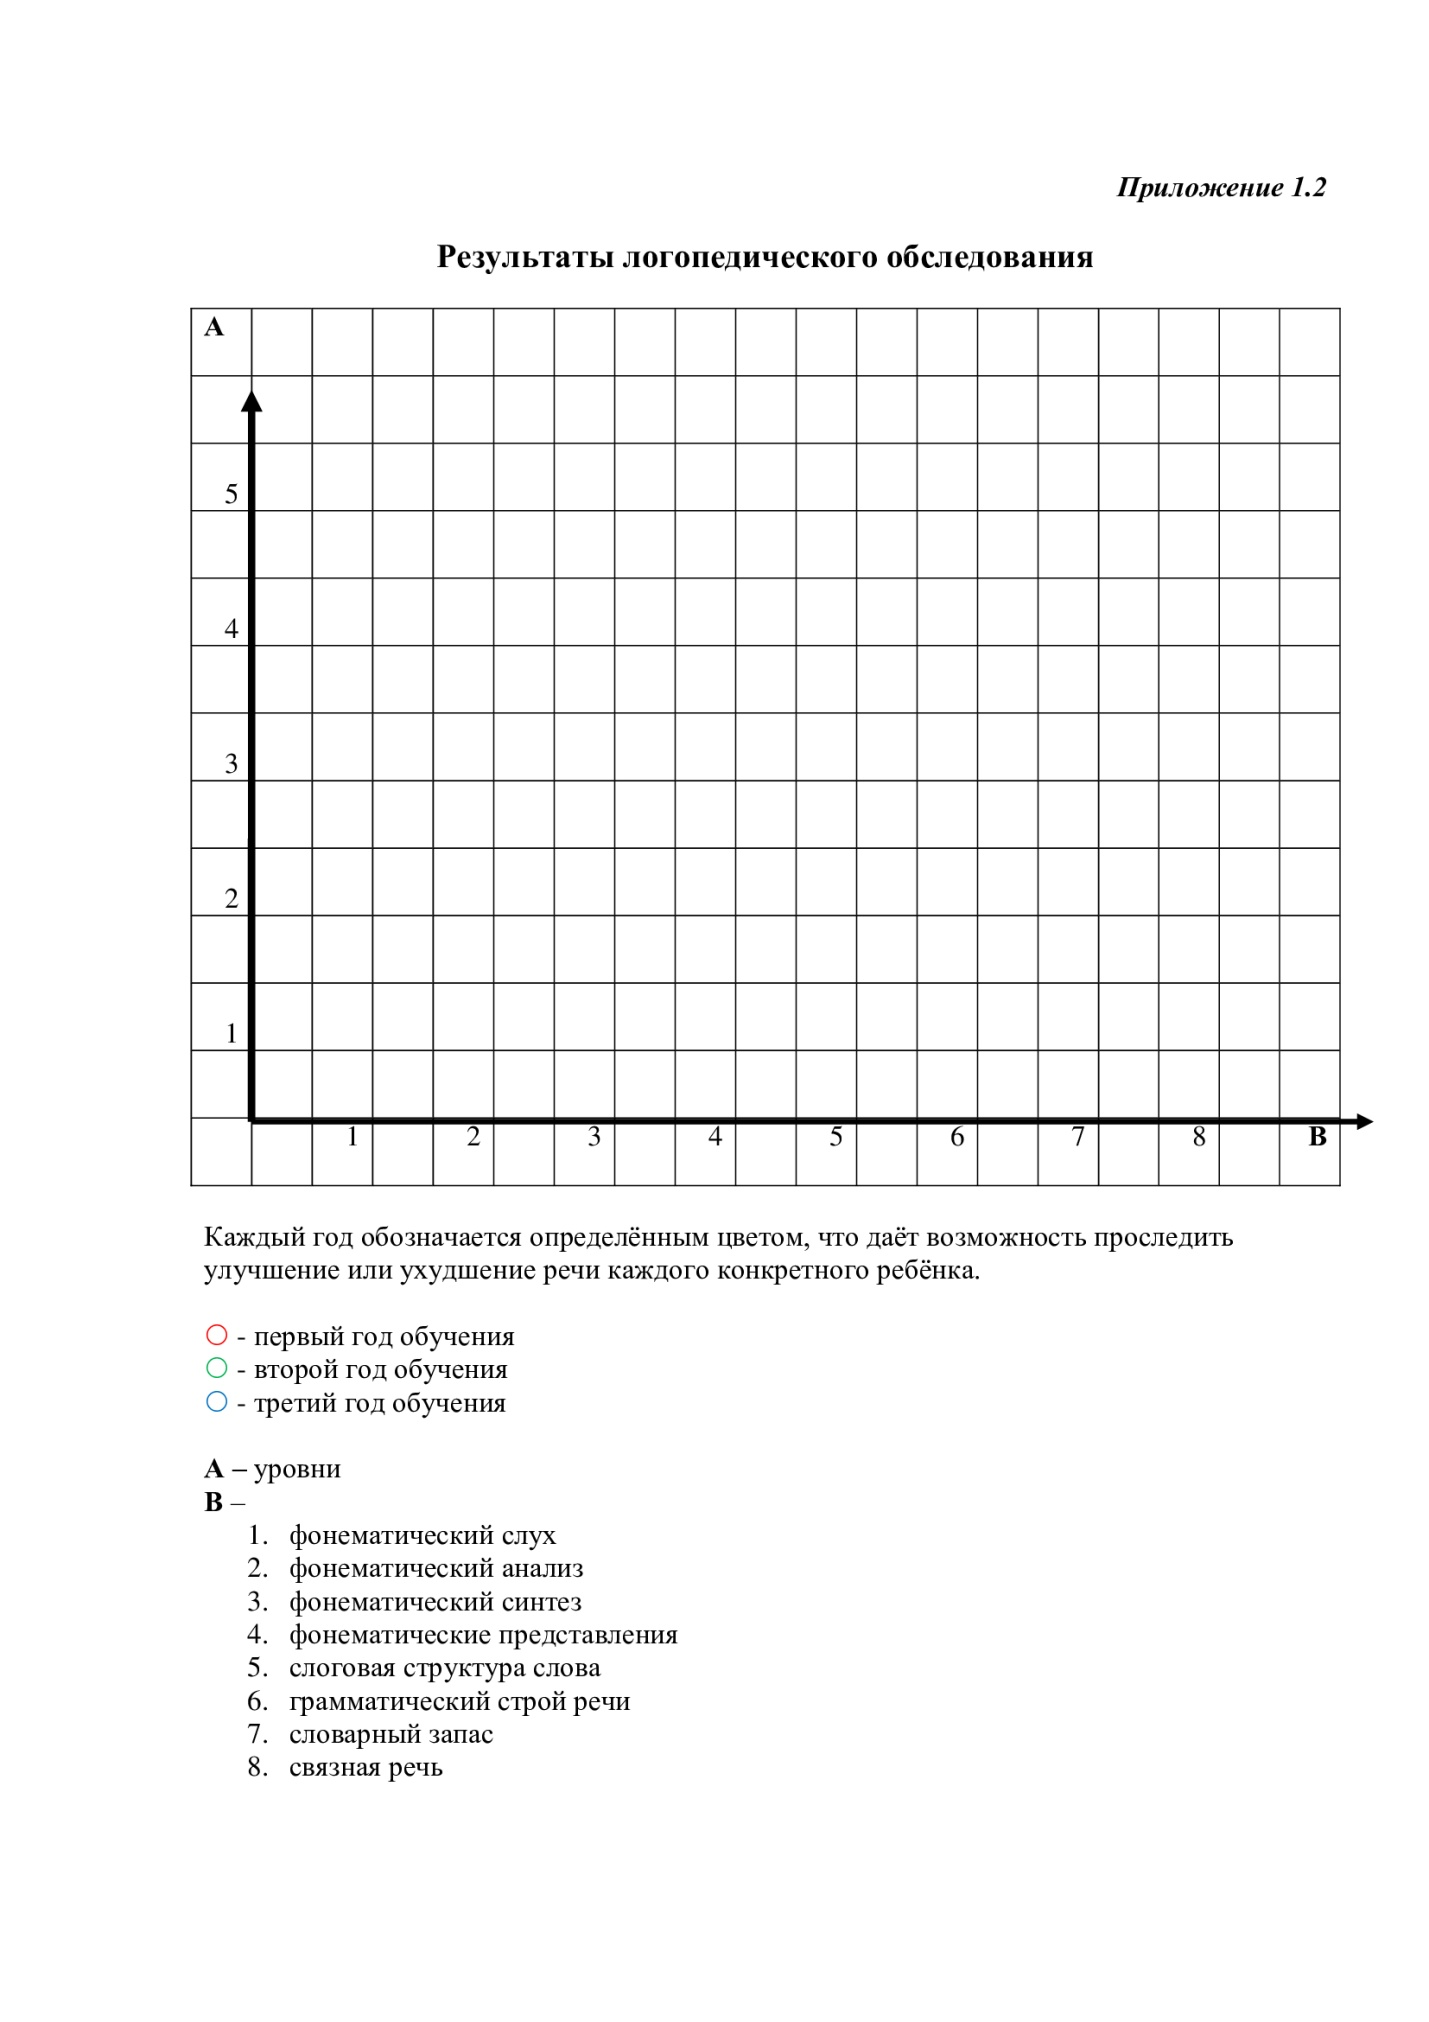 Приложение 1.2
Результаты логопедического обследования
А
5
4
3
2
1
1 2 3 4 5 6 7 8 В
Каждый год обозначается определённым цветом, что даёт возможность проследить
улучшение или ухудшение речи каждого конкретного ребёнка.
- первый год обучения
- второй год обучения
- третий год обучения
А – уровни
В –
1. фонематический слух
2. фонематический анализ
3. фонематический синтез
4. фонематические представления
5. слоговая структура слова
6. грамматический строй речи
7. словарный запас
8. связная речь